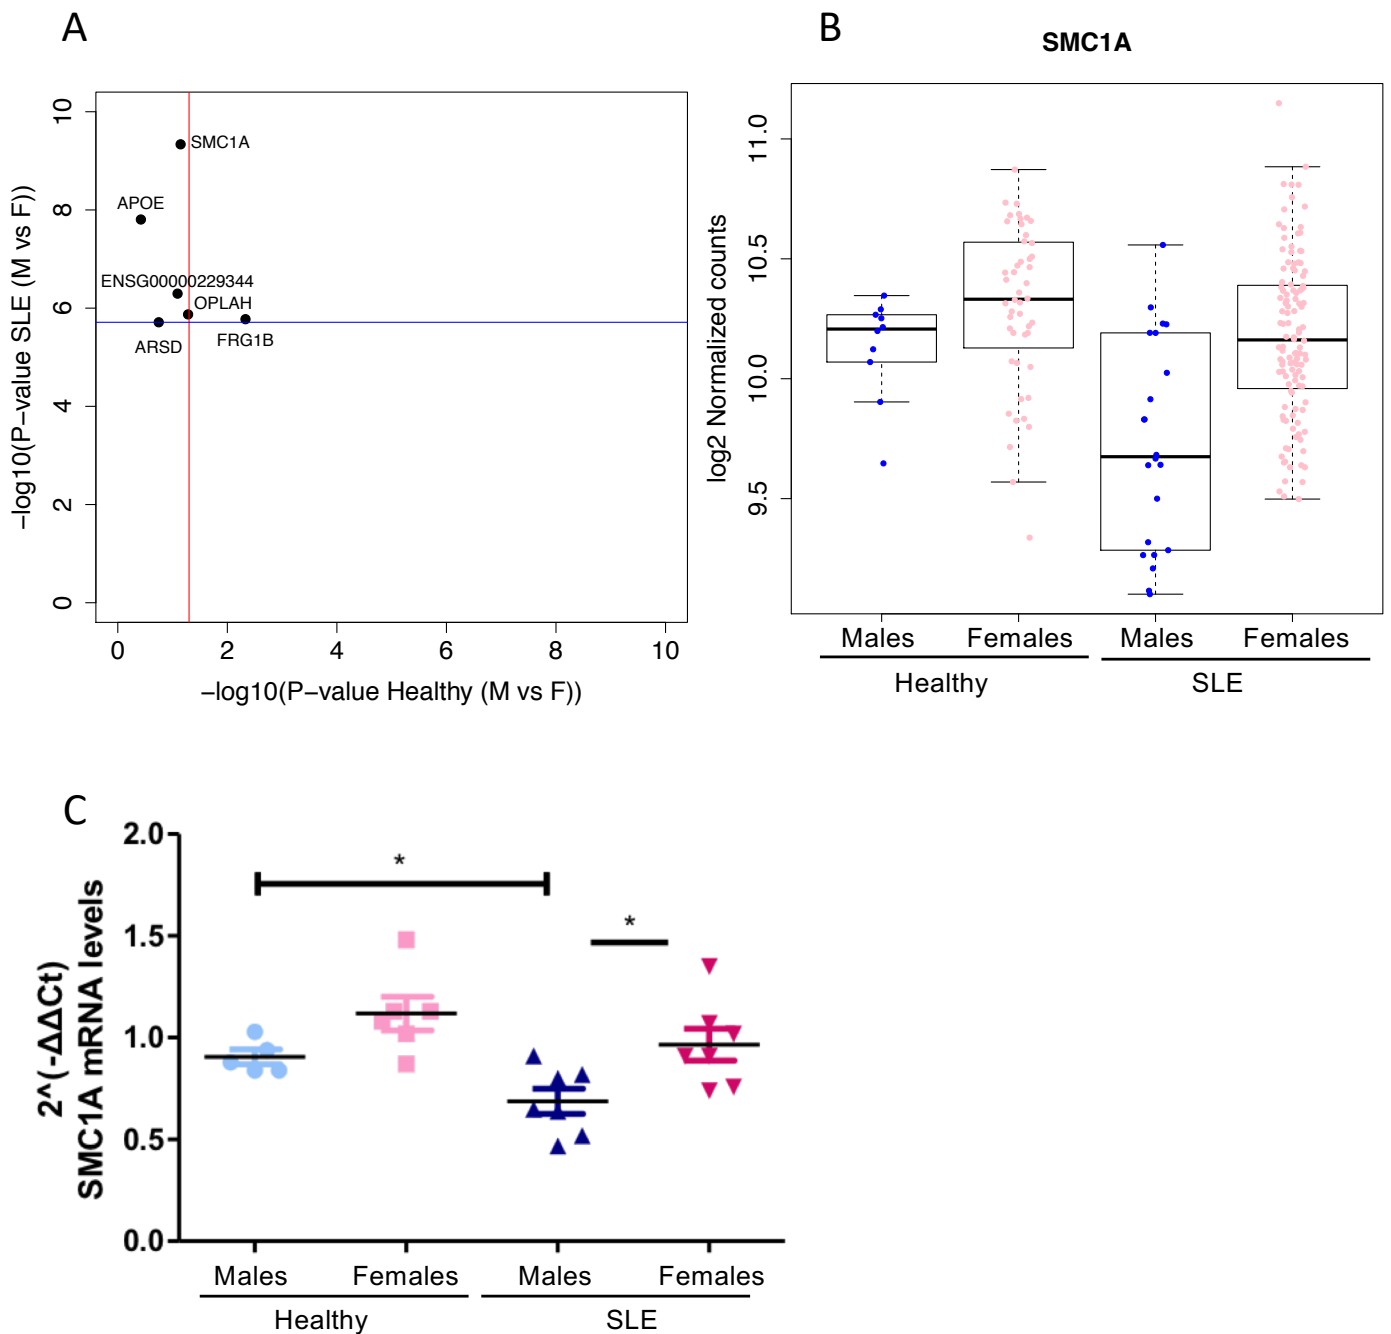 A
−log10(P−value SLE (M vs F))
10
8
6
4
2
0
SMC1A
APOE
ENSG00000229344
OPLAH
ARSD
FRG1B
0 2 4 6 8 10
−log10(P−value Healthy (M vs F))
B
SMC1A
log2 Normalized counts
11.0
10.5
10.0
9.5
Males Females Males Females
Healthy SLE
C
2^(-ΔΔCt)
SMC1A mRNA levels
2.0
1.5
1.0
0.5
0.0
*
*
Males Females Males Females
Healthy SLE